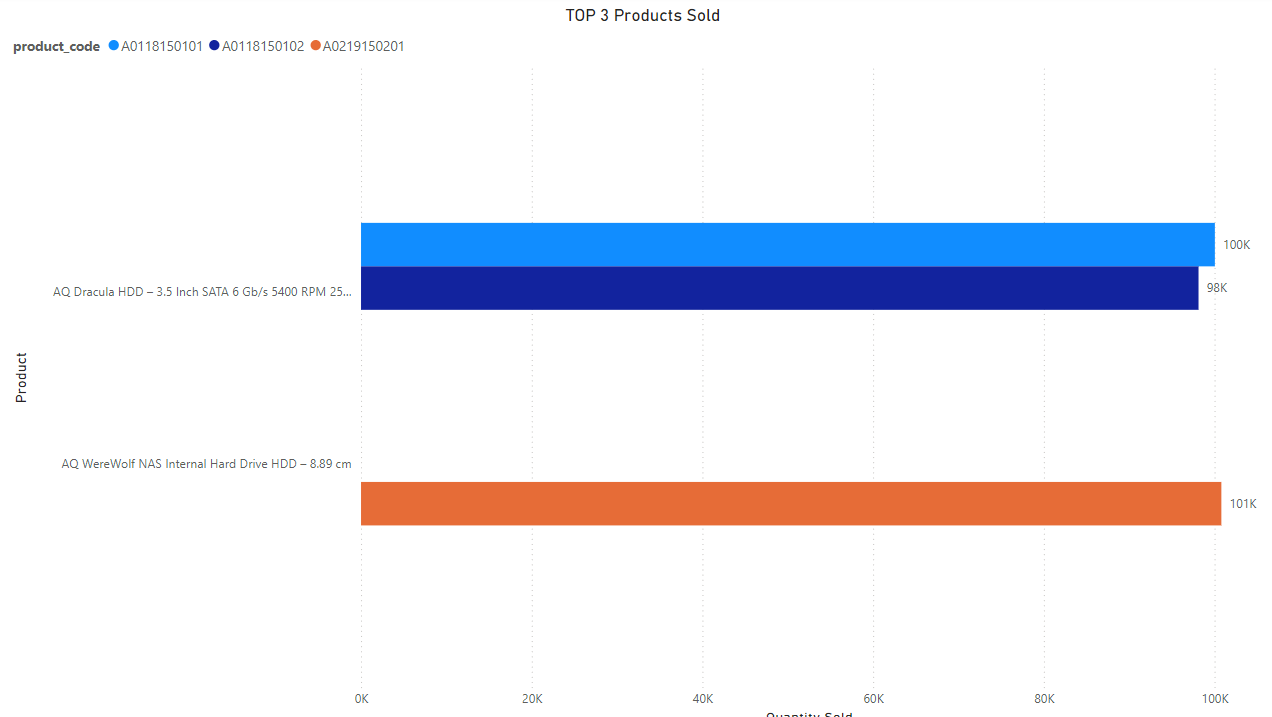 TOP 3 Products Sold
product_code A0118150101 A0118150102 A0219150201
100K
AQ Dracula HDD – 3.5 Inch SATA 6 Gb/s 5400 RPM 25...
98K
Product
AQ WereWolf NAS Internal Hard Drive HDD – 8.89 cm
101K
0K 20K 40K 60K 80K 100K
Quantity Sold